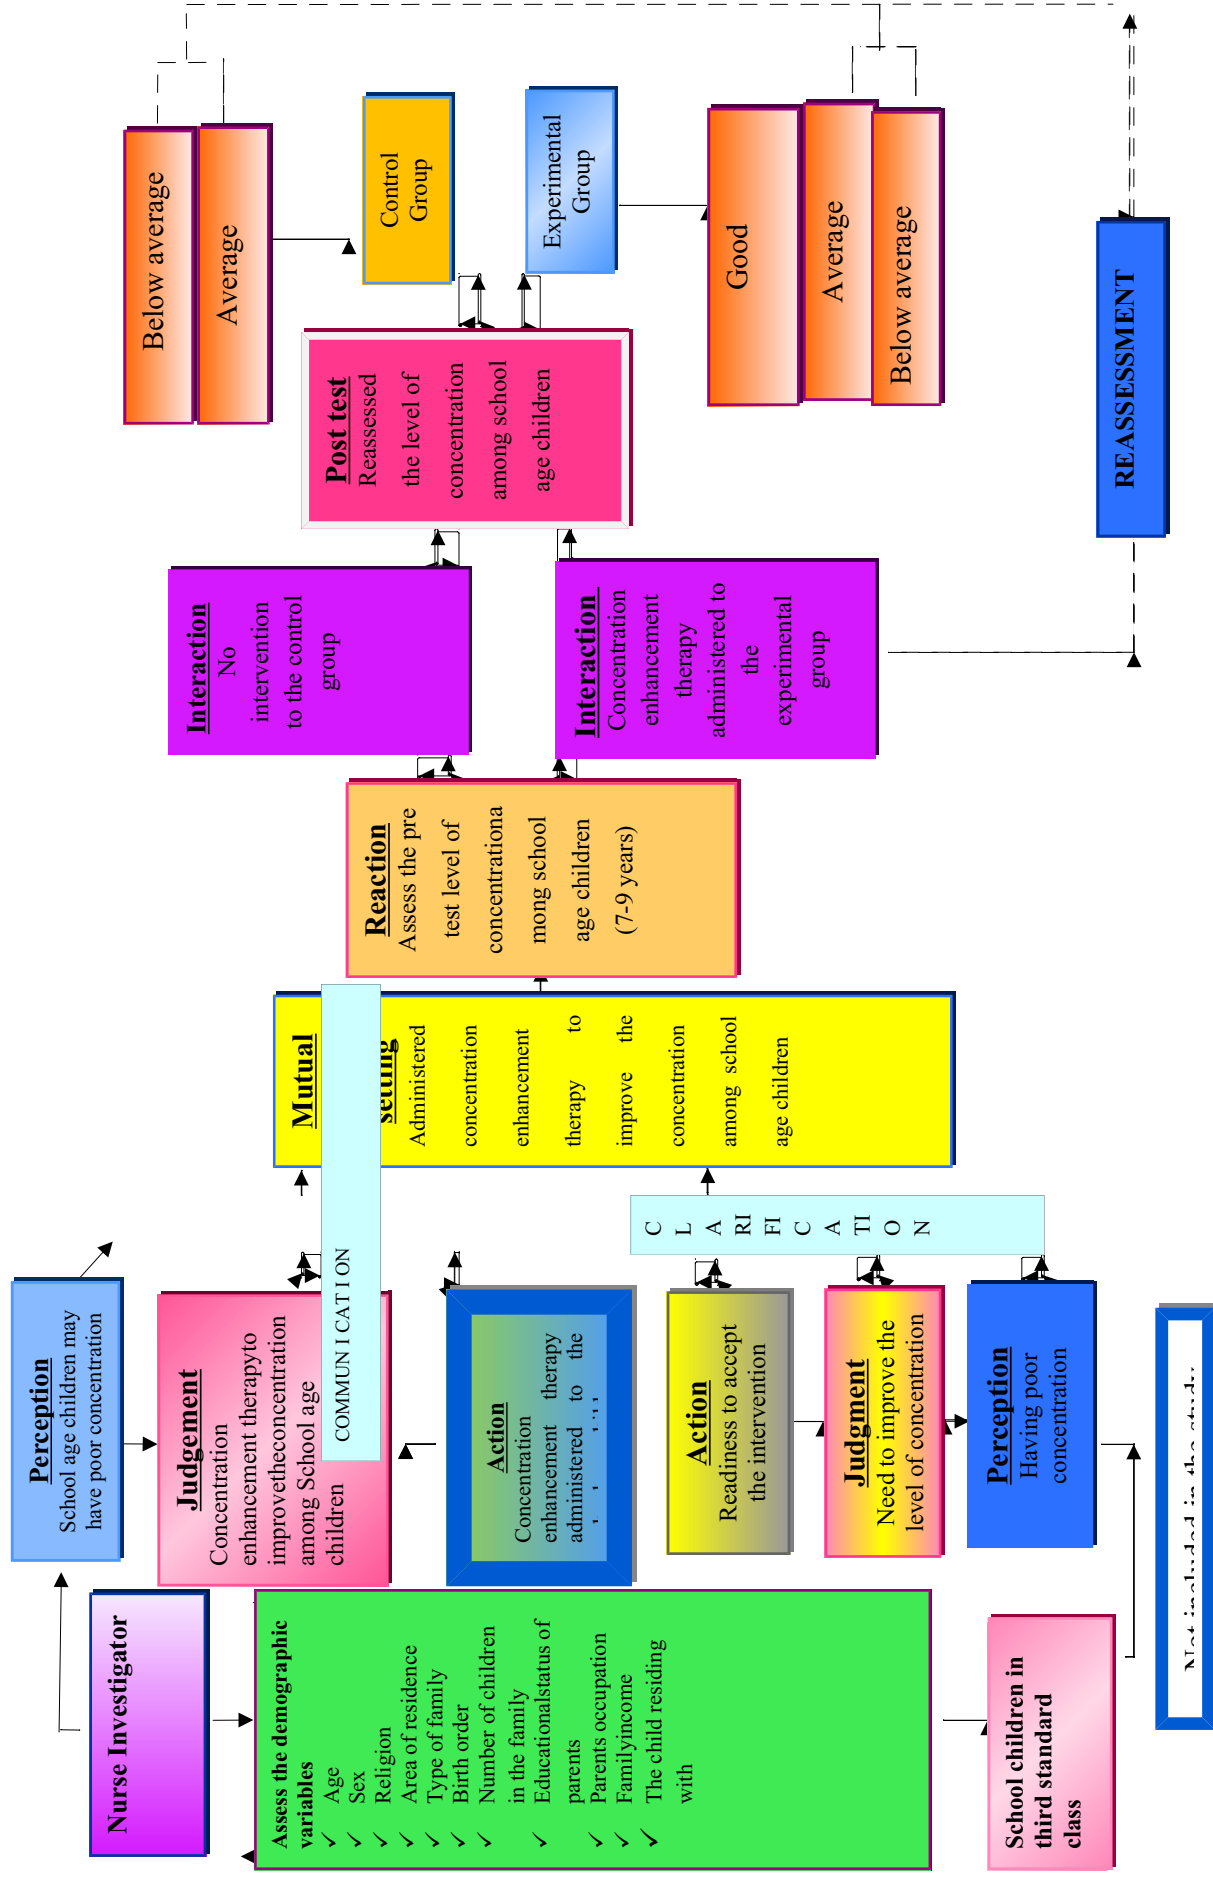 Nurse Investigator
Assess the demographic
variables
✓ Age
✓ Sex
✓ Religion
✓ Area of residence
✓ Type of family
✓ Birth order
✓ Number of children
in the family
✓ Educationalstatus of
parents
✓ Parents occupation
✓ Familyincome
✓ The child residing
with
School children in
third standard
class
Perception
School age children may
have poor concentration
Judgement
Concentration
enhancement therapyto
improvetheconcentration
among School age
children
Action
Concentration
enhancement therapy
administered to the
Action
Readiness to accept
the intervention
Judgment
Need to improve the
level of concentration
Perception
Having poor
concentration
Not included in the study
COMMUN I CAT I ON
C
L
A
RI
FI
C
A
TI
O
N
Mutual
setting
Administered
concentration
enhancement
therapy to
improve the
concentration
among school
age children
Reaction
Assess the pre
test level of
concentrationa
mong school
age children
(7-9 years)
Interaction
No
intervention
to the control
group
Interaction
Concentration
enhancement
therapy
administered to
the
experimental
group
Post test
Reassessed
the level of
concentration
among school
age children
Control
Group
Experimental
Group
Below average
Average
Good
Average
Below average
REASSESSMENT